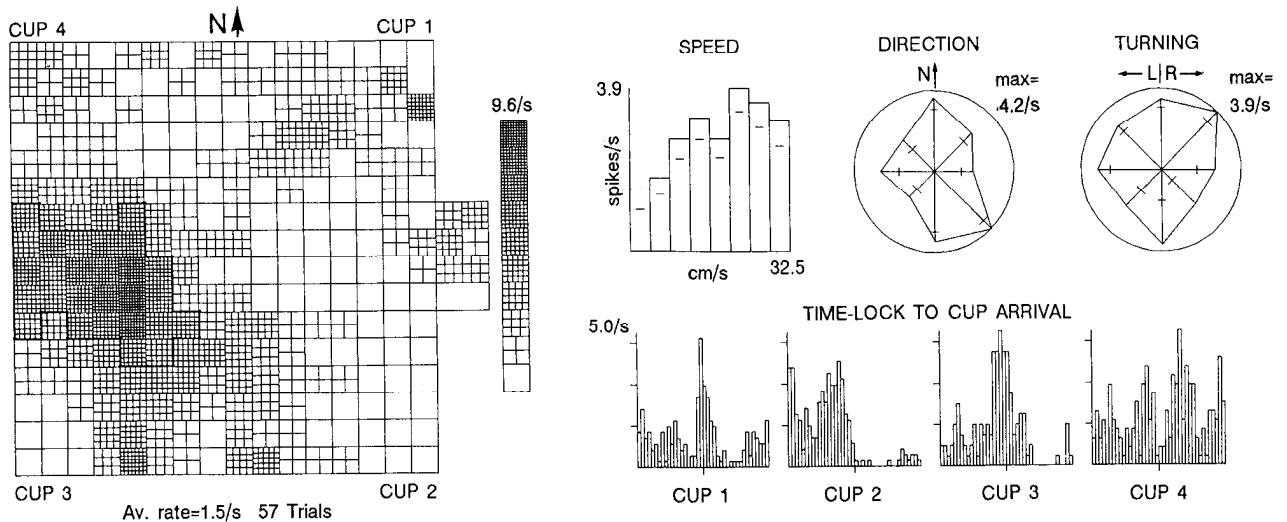 CUP 4 N CUP 1
9.6/s
CUP 3 CUP 2
Av. rate=1.5/s 57 Trials
SPEED
3.9
spikes/s
cm/s 32.5
DIRECTION
N
max=
.4.2/s
TURNING
L R
max=
3.9/s
TIME-LOCK TO CUP ARRIVAL
5.0/s
CUP 1 CUP 2 CUP 3 CUP 4